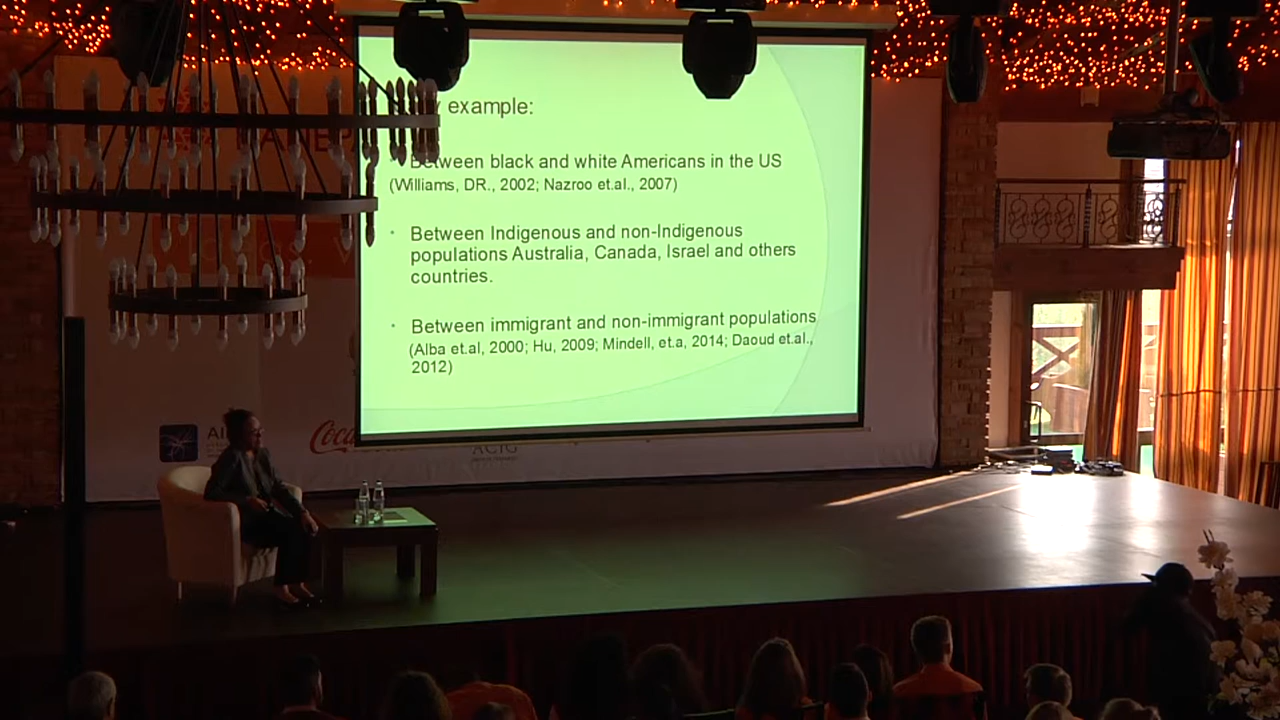 example:
Between black and white Americans in the US
(Williams, DR., 2002; Nazroo et.al., 2007)
Between Indigenous and non-Indigenous
populations Australia, Canada, Israel and others
countries.
Between immigrant and non-immigrant populations
(Alba et.al, 2000; Hu, 2009; Mindell, et.a, 2014; Daoud et.al.,
2012)
ACIG